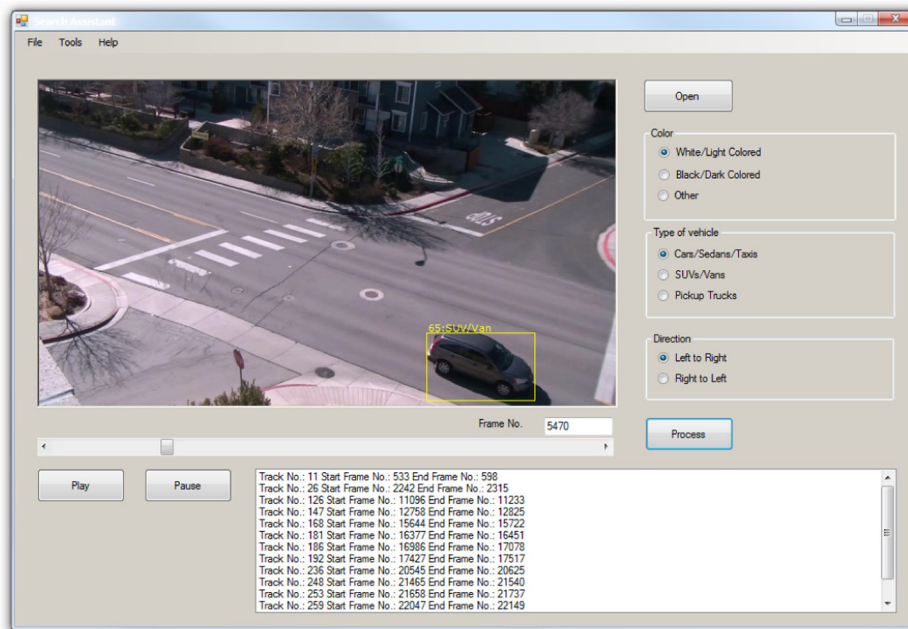 Search Assistant
File Tools Help
Open
Color
White/Light Colored
Black/Dark Colored
Other
Type of vehicle
Cars/Sedans/Taxis
SUVs/Vans
Pickup Trucks
Direction
Left to Right
Right to Left
STOP
65:SUV/Van
Frame No. 5470
Process
Play
Pause
Track No.: 11 Start Frame No.: 533 End Frame No.: 598
Track No.: 26 Start Frame No.: 2242 End Frame No.: 2315
Track No.: 126 Start Frame No.: 11096 End Frame No.: 11233
Track No.: 147 Start Frame No.: 12758 End Frame No.: 12825
Track No.: 168 Start Frame No.: 15644 End Frame No.: 15722
Track No.: 181 Start Frame No.: 16377 End Frame No.: 16451
Track No.: 186 Start Frame No.: 16986 End Frame No.: 17078
Track No.: 192 Start Frame No.: 17427 End Frame No.: 17517
Track No.: 236 Start Frame No.: 20545 End Frame No.: 20625
Track No.: 248 Start Frame No.: 21465 End Frame No.: 21540
Track No.: 253 Start Frame No.: 21658 End Frame No.: 21737
Track No.: 259 Start Frame No.: 22047 End Frame No.: 22149